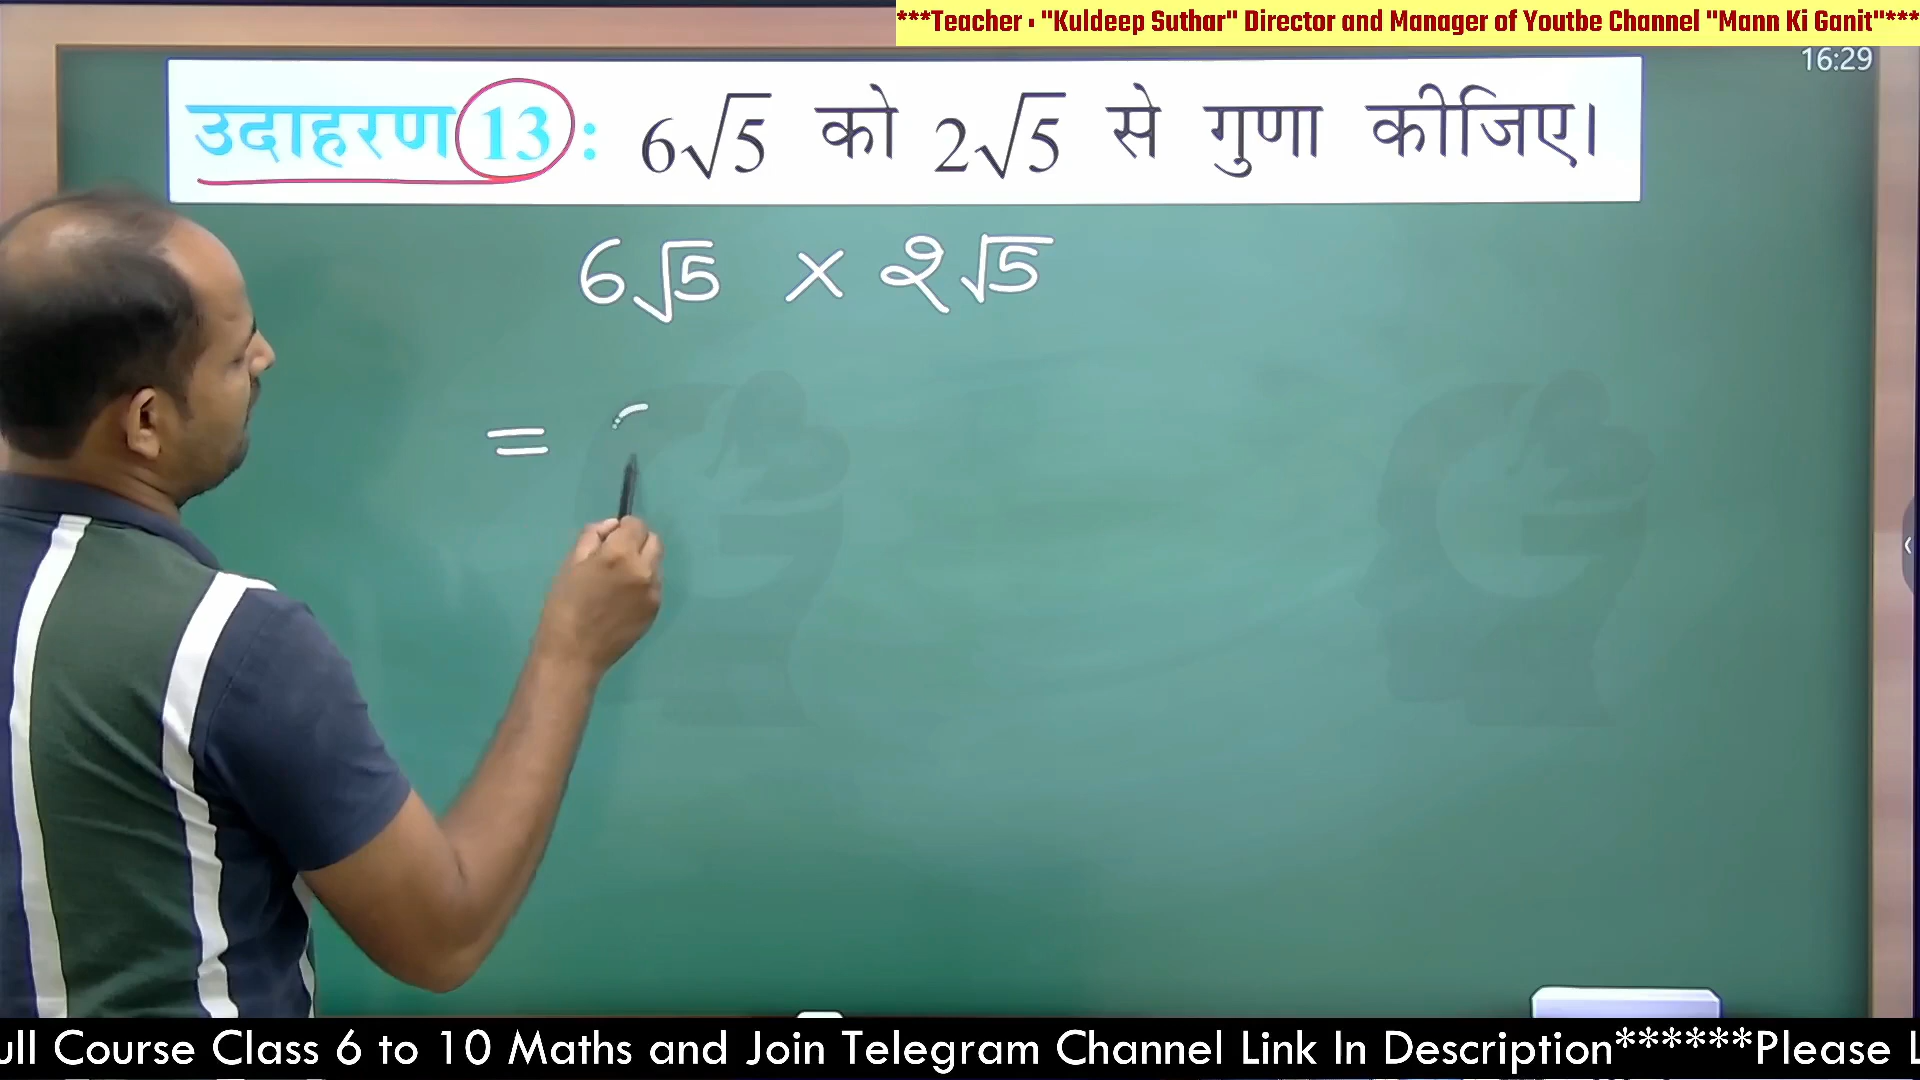 ***Teacher : "Kuldeep Suthar" Director and Manager of Youtbe Channel "Mann Ki Ganit"***
16:29
उदाहरण 13 : 6√5 को 2√5 से गुणा कीजिए।
6√5 × २√5
=
ull Course Class 6 to 10 Maths and Join Telegram Channel Link In Description******Please L